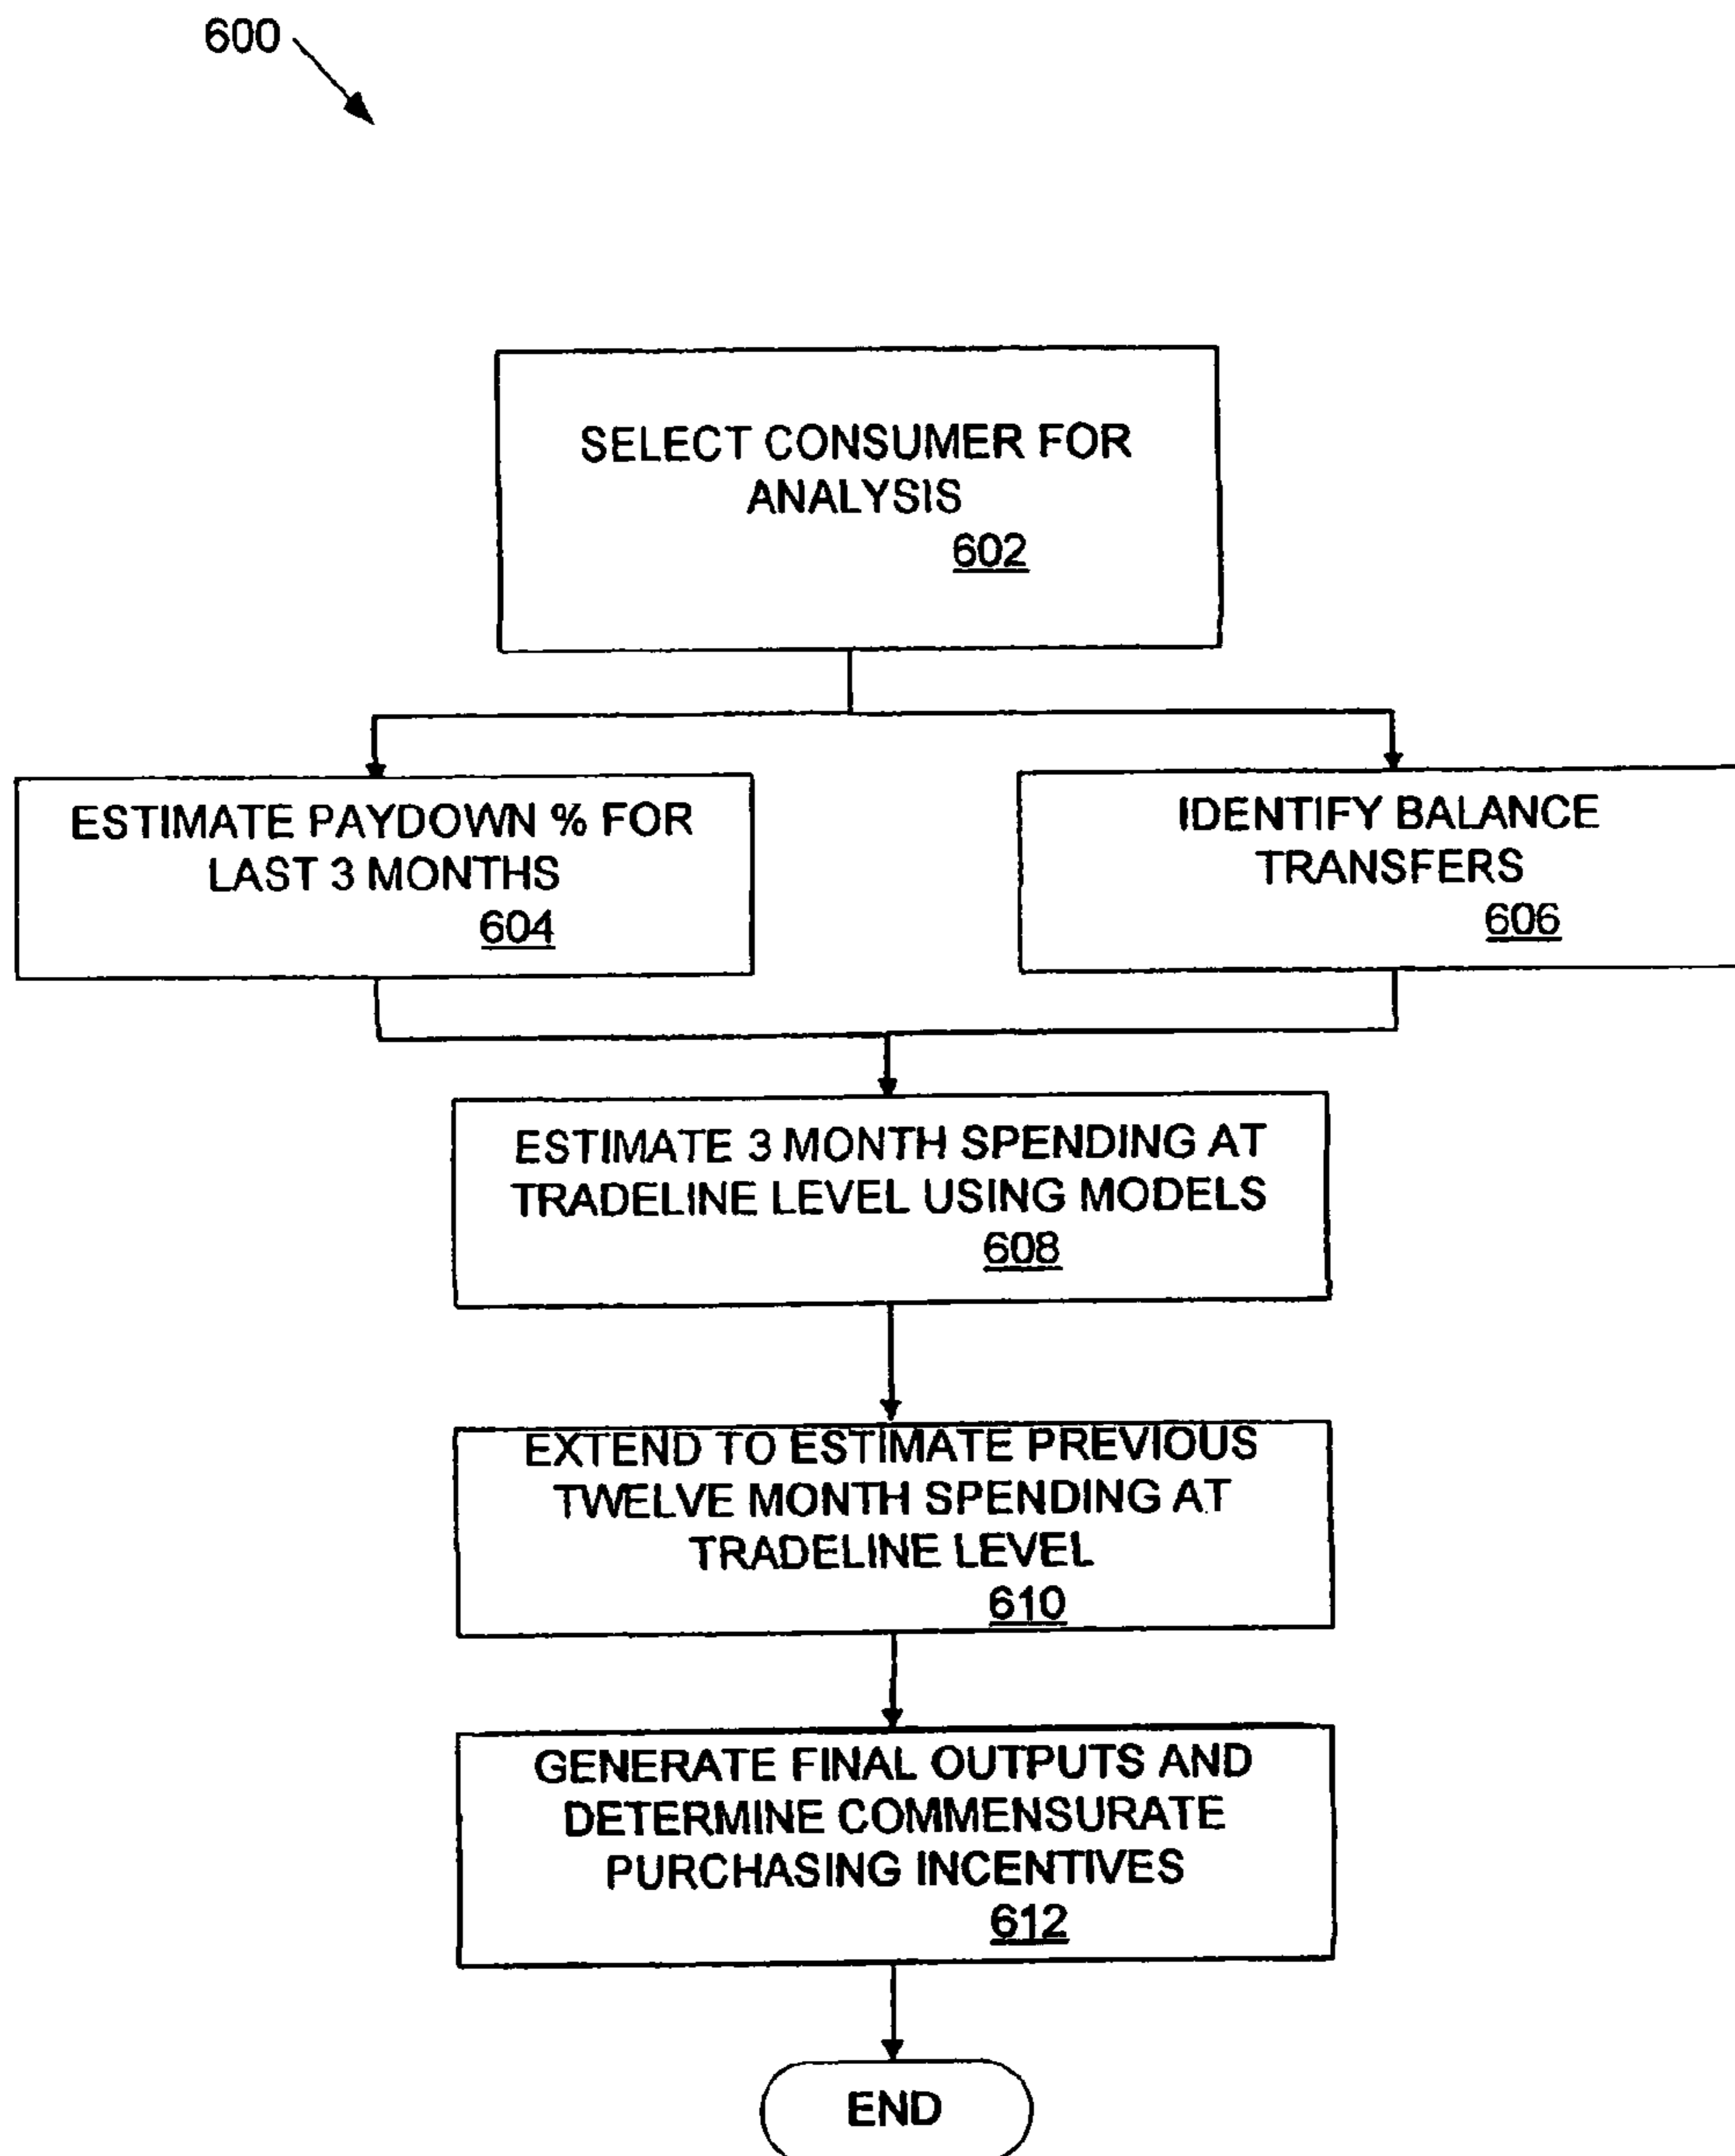 600
SELECT CONSUMER FOR
ANALYSIS
602
ESTIMATE PAYDOWN % FOR
LAST 3 MONTHS
604
IDENTIFY BALANCE
TRANSFERS
606
ESTIMATE 3 MONTH SPENDING AT
TRADELINE LEVEL USING MODELS
608
EXTEND TO ESTIMATE PREVIOUS
TWELVE MONTH SPENDING AT
TRADELINE LEVEL
610
GENERATE FINAL OUTPUTS AND
DETERMINE COMMENSURATE
PURCHASING INCENTIVES
612
END